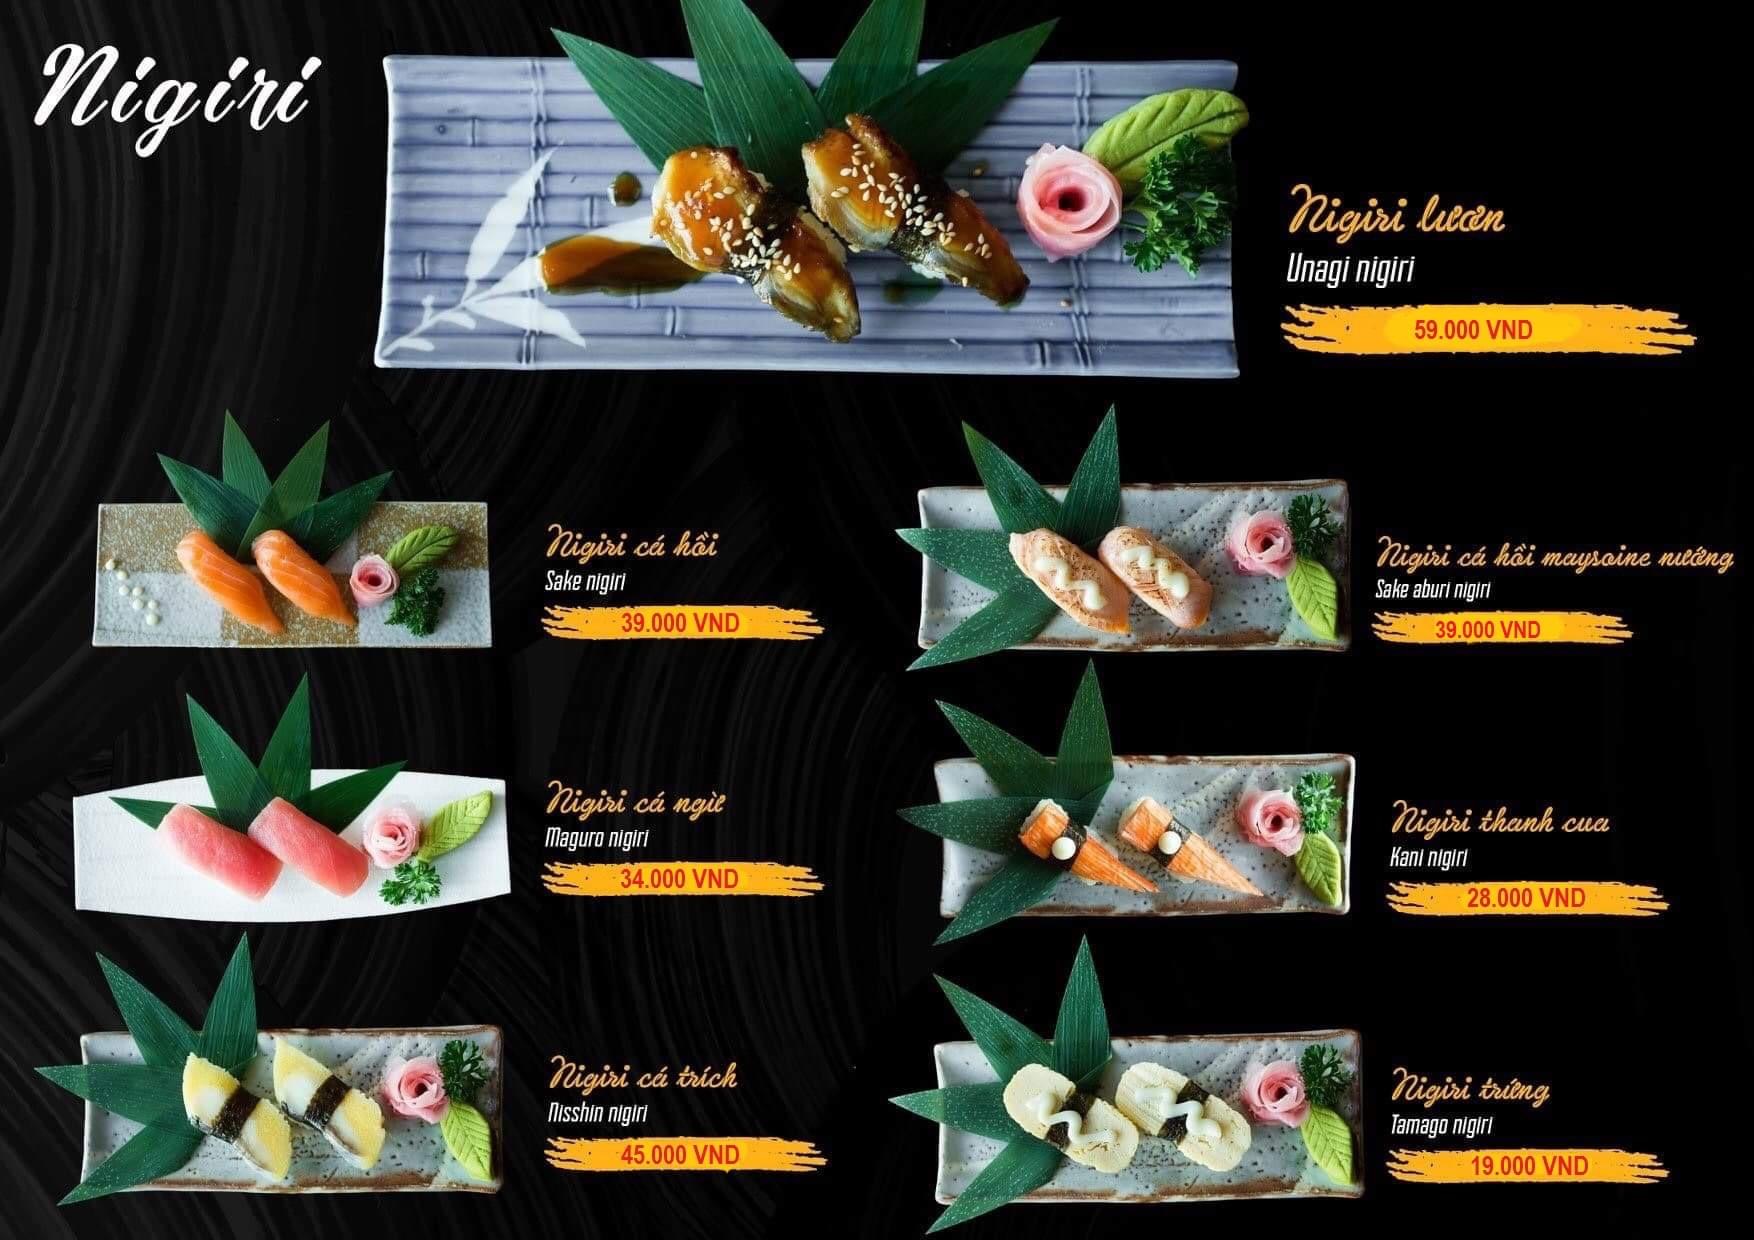 Nigiri
Nigiri lươn
Unagi nigiri
59.000 VND
Nigiri cá hồi
Sake nigiri
39.000 VND
Nigiri cá hồi maysoine nướng
Sake aburi nigiri
39.000 VND
Nigiri cá ngừ
Maguro nigiri
34.000 VND
Nigiri thanh cua
Kani nigiri
28.000 VND
Nigiri cá trích
Nisshin nigiri
45.000 VND
Nigiri trứng
Tamago nigiri
19.000 VND